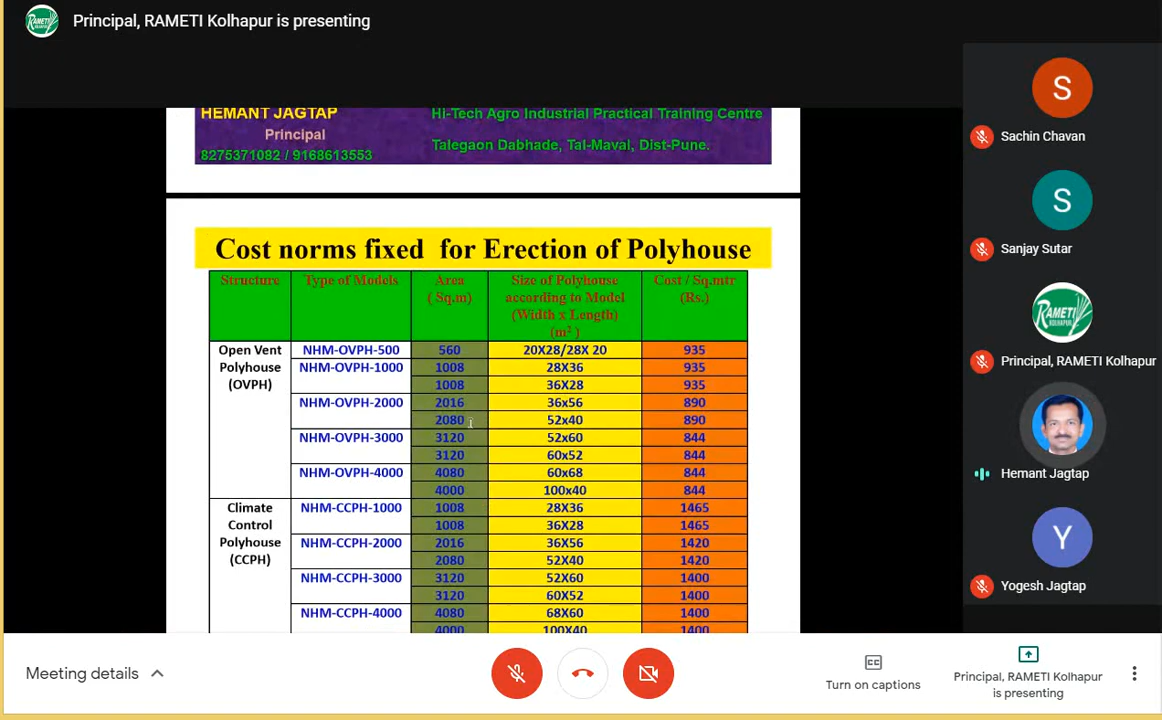 Principal, RAMETI Kolhapur is presenting
HEMANT JAGTAP
Principal
8275371082 / 9168613553
Hi-Tech Agro Industrial Practical Training Centre
Talegaon Dabhade, Tal-Maval, Dist-Pune.
Cost norms fixed for Erection of Polyhouse
Structure Type of Models Area ( Sq.m) Size of Polyhouse according to Model (Width x Length) (m² ) Cost / Sq.mtr (Rs.)
Open Vent Polyhouse (OVPH) NHM-OVPH-500 560 20X28/28X 20 935
NHM-OVPH-1000 1008 28X36 935
1008 36X28 935
NHM-OVPH-2000 2016 36x56 890
2080 52x40 890
NHM-OVPH-3000 3120 52x60 844
3120 60x52 844
NHM-OVPH-4000 4080 60x68 844
4000 100x40 844
Climate Control Polyhouse (CCPH) NHM-CCPH-1000 1008 28X36 1465
1008 36X28 1465
NHM-CCPH-2000 2016 36X56 1420
2080 52X40 1420
NHM-CCPH-3000 3120 52X60 1400
3120 60X52 1400
NHM-CCPH-4000 4080 68X60 1400
4000 100X40 1400
S
Sachin Chavan
S
Sanjay Sutar
RAMETI
KOLHAPUR
Principal, RAMETI Kolhapur
Hemant Jagtap
Y
Yogesh Jagtap
Meeting details
Turn on captions
Principal, RAMETI Kolhapur
is presenting